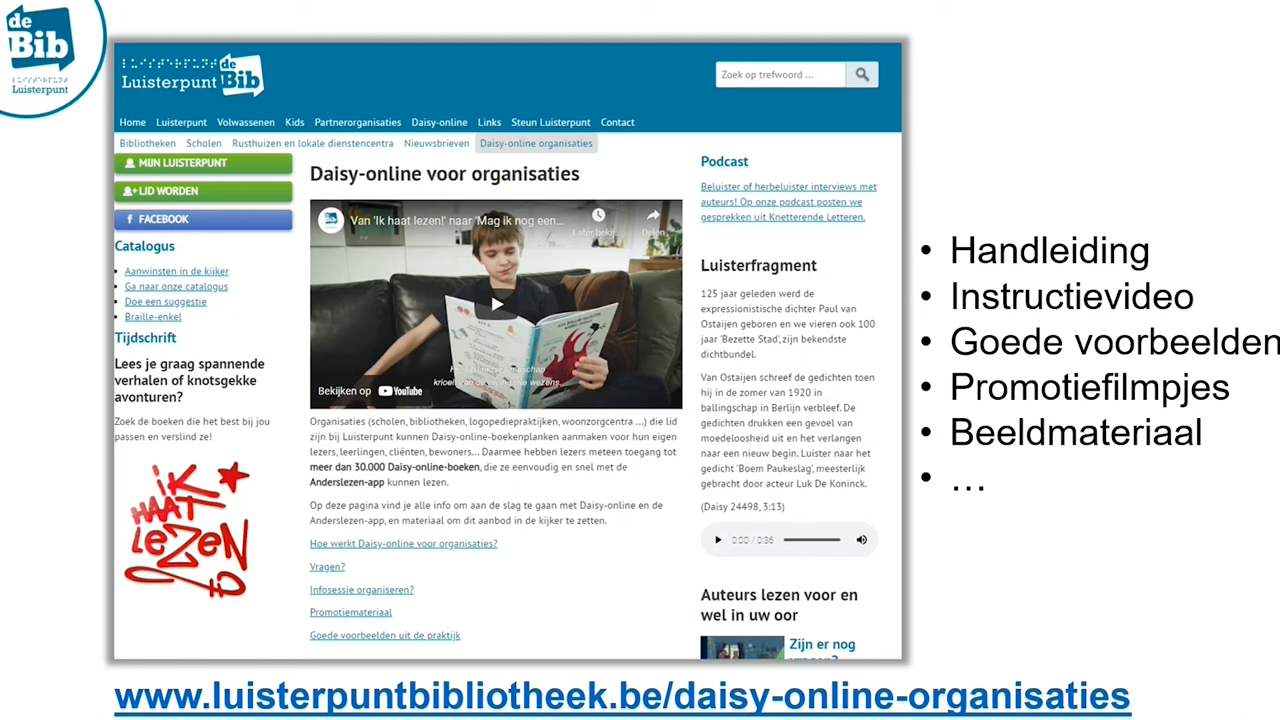 de
Bib
Luisterpunt
Luisterpunt
de
Bib
Zoek op trefwoord ...
Home Luisterpunt Volwassenen Kids Partnerorganisaties Daisy-online Links Steun Luisterpunt Contact
Bibliotheken Scholen Rusthuizen en lokale dienstencentra Nieuwsbrieven Daisy-online organisaties
MIJN LUISTERPUNT
LID WORDEN
FACEBOOK
Catalogus
• Aanwinsten in de kijker
• Ga naar onze catalogus
• Doe een suggestie
• Braille-enkel
Tijdschrift
Lees je graag spannende
verhalen of knotsgekke
avonturen?
Zoek de boeken die het best bij jou
passen en verslind ze!
iK
HAAT
LEZEN
Daisy-online voor organisaties
Van 'Ik haat lezen!' naar 'Mag ik nog een...
Later bekij...
Delen
Bekijken op YouTube
Organisaties (scholen, bibliotheken, logopediepraktijken, woonzorgcentra ...) die lid
zijn bij Luisterpunt kunnen Daisy-online-boekenplanken aanmaken voor hun eigen
lezers, leerlingen, cliënten, bewoners... Daarmee hebben lezers meteen toegang tot
meer dan 30.000 Daisy-online-boeken, die ze eenvoudig en snel met de
Anderslezen-app kunnen lezen.
Op deze pagina vind je alle info om aan de slag te gaan met Daisy-online en de
Anderslezen-app, en materiaal om dit aanbod in de kijker te zetten.
Hoe werkt Daisy-online voor organisaties?
Vragen?
Infosessie organiseren?
Promotiemateriaal
Goede voorbeelden uit de praktijk
Podcast
Beluister of herbeluister interviews met
auteurs! Op onze podcast posten we
gesprekken uit Knetterende Letteren.
Luisterfragment
125 jaar geleden werd de
expressionistische dichter Paul van
Ostaijen geboren en we vieren ook 100
jaar 'Bezette Stad', zijn bekendste
dichtbundel.
Van Ostaijen schreef de gedichten toen
hij in de zomer van 1920 in
ballingschap in Berlijn verbleef. De
gedichten drukken een gevoel van
moedeloosheid uit en het verlangen
naar een nieuw begin. Luister naar het
gedicht 'Boem Paukeslag', meesterlijk
gebracht door acteur Luk De Koninck.
(Daisy 24498, 3:13)
0:00 / 0:36
Auteurs lezen voor en
wel in uw oor
Zijn er nog
• Handleiding
• Instructievideo
• Goede voorbeelden
• Promotiefilmpjes
• Beeldmateriaal
• …
www.luisterpuntbibliotheek.be/daisy-online-organisaties